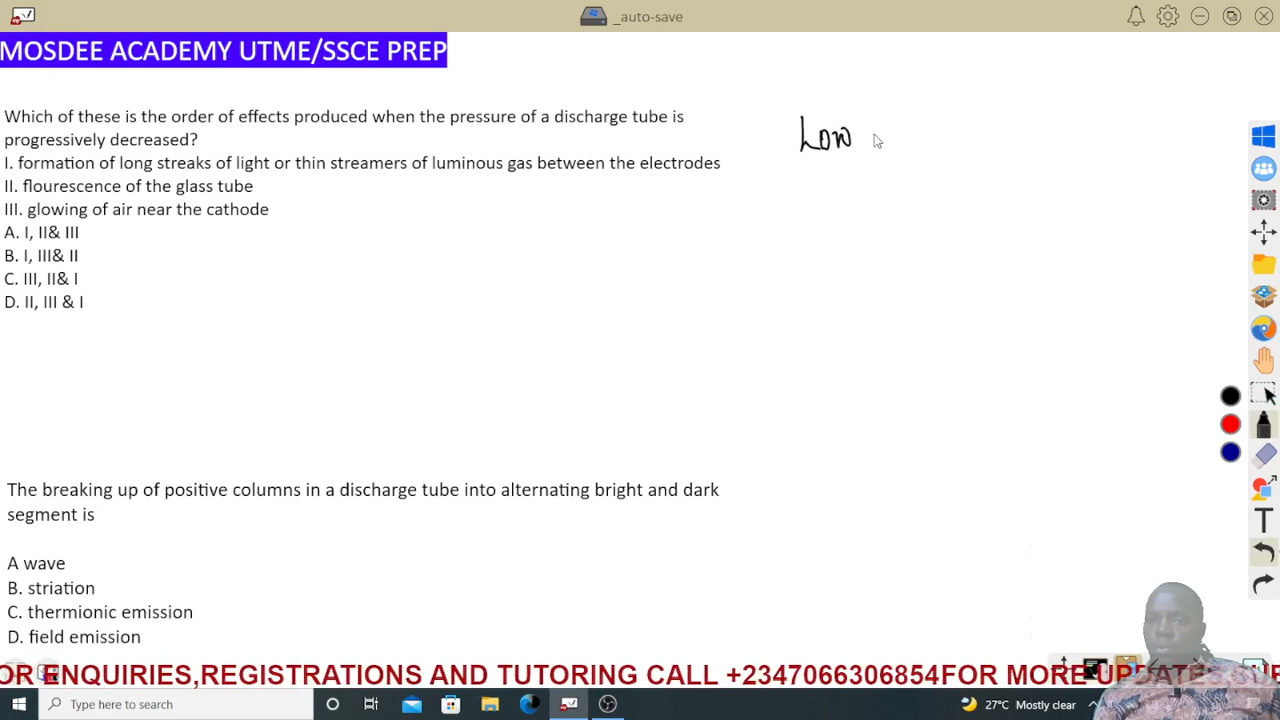 _auto-save
MOSDEE ACADEMY UTME/SSCE PREP
Which of these is the order of effects produced when the pressure of a discharge tube is
progressively decreased?
I. formation of long streaks of light or thin streamers of luminous gas between the electrodes
II. flourescence of the glass tube
III. glowing of air near the cathode
A. I, II& III
B. I, III& II
C. III, II& I
D. II, III & I
Low
The breaking up of positive columns in a discharge tube into alternating bright and dark
segment is
A wave
B. striation
C. thermionic emission
D. field emission
OR ENQUIRIES,REGISTRATIONS AND TUTORING CALL +2347066306854FOR MORE UPDATE
Type here to search
27°C Mostly clear